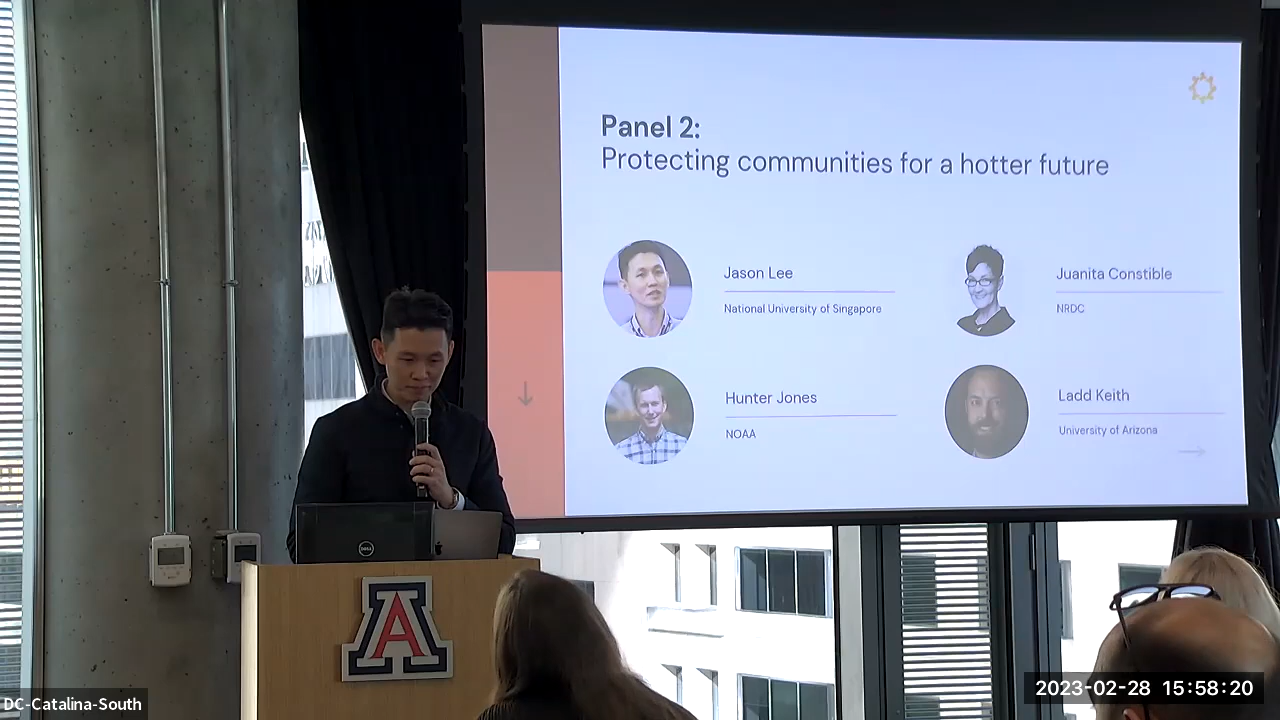 Panel 2:
Protecting communities for a hotter future
Jason Lee
National University of Singapore
Juanita Constible
NRDC
Hunter Jones
NOAA
Ladd Keith
University of Arizona
DELL
A
DC-Catalina-South
2023-02-28 15:58:20